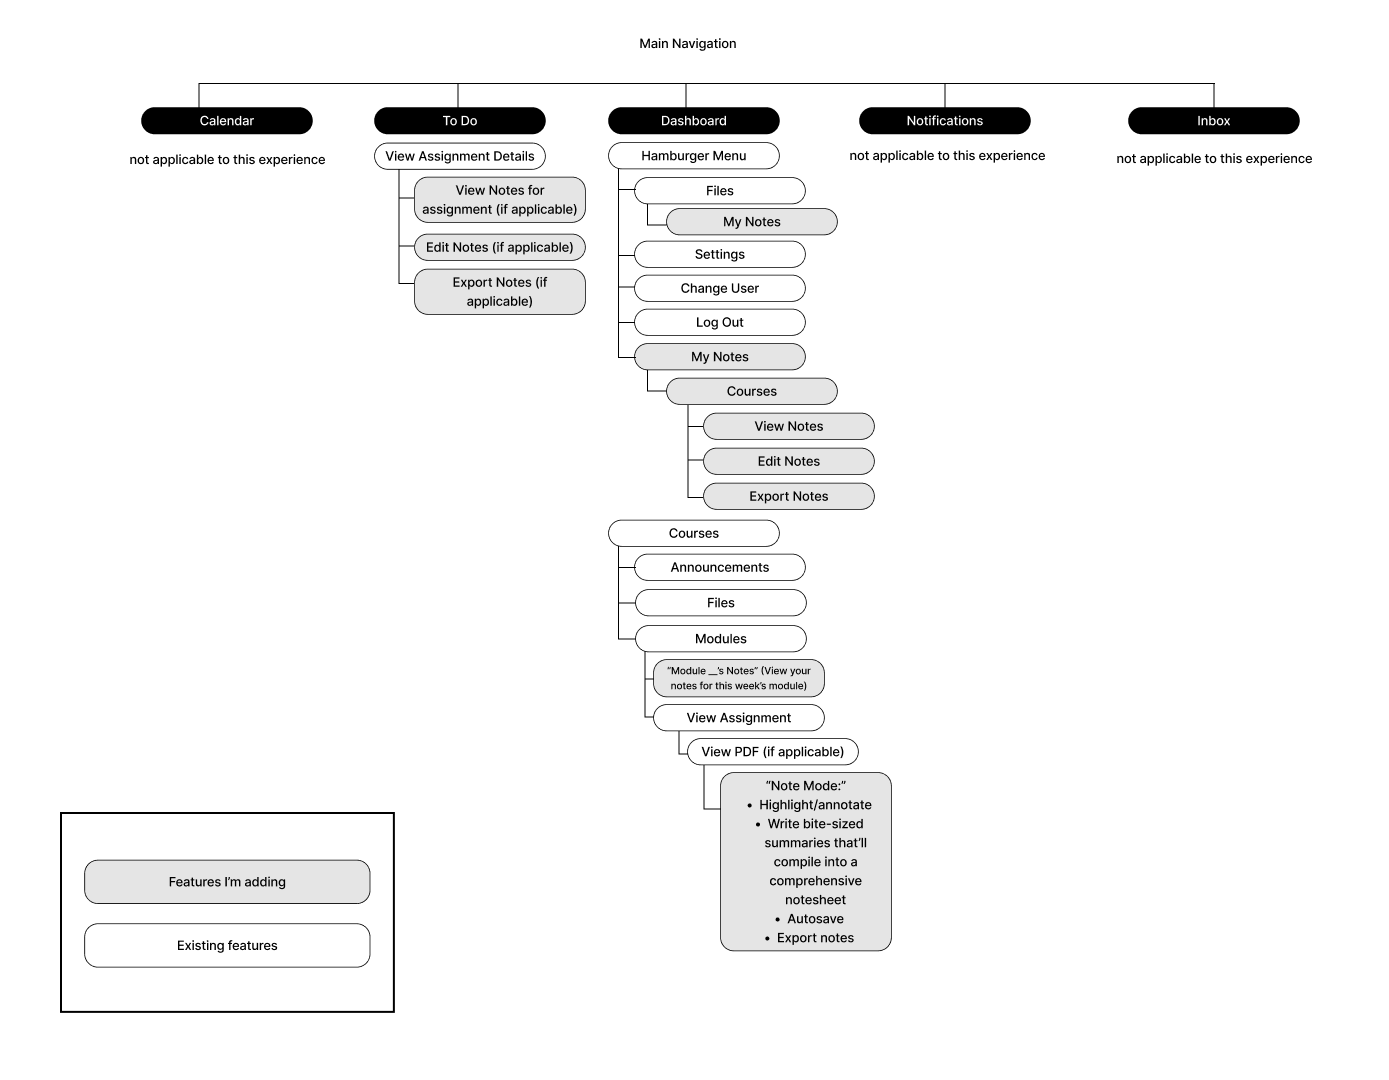 Main Navigation
Calendar
To Do
Dashboard
Notifications
Inbox
not applicable to this experience
View Assignment Details
View Notes for
assignment (if applicable)
Edit Notes (if applicable)
Export Notes (if
applicable)
Hamburger Menu
Files
My Notes
Settings
Change User
Log Out
My Notes
Courses
View Notes
Edit Notes
Export Notes
Courses
Announcements
Files
Modules
“Module __’s Notes” (View your
notes for this week’s module)
View Assignment
View PDF (if applicable)
“Note Mode:”
• Highlight/annotate
• Write bite-sized
summaries that’ll
compile into a
comprehensive
notesheet
• Autosave
• Export notes
not applicable to this experience
not applicable to this experience
Features I’m adding
Existing features